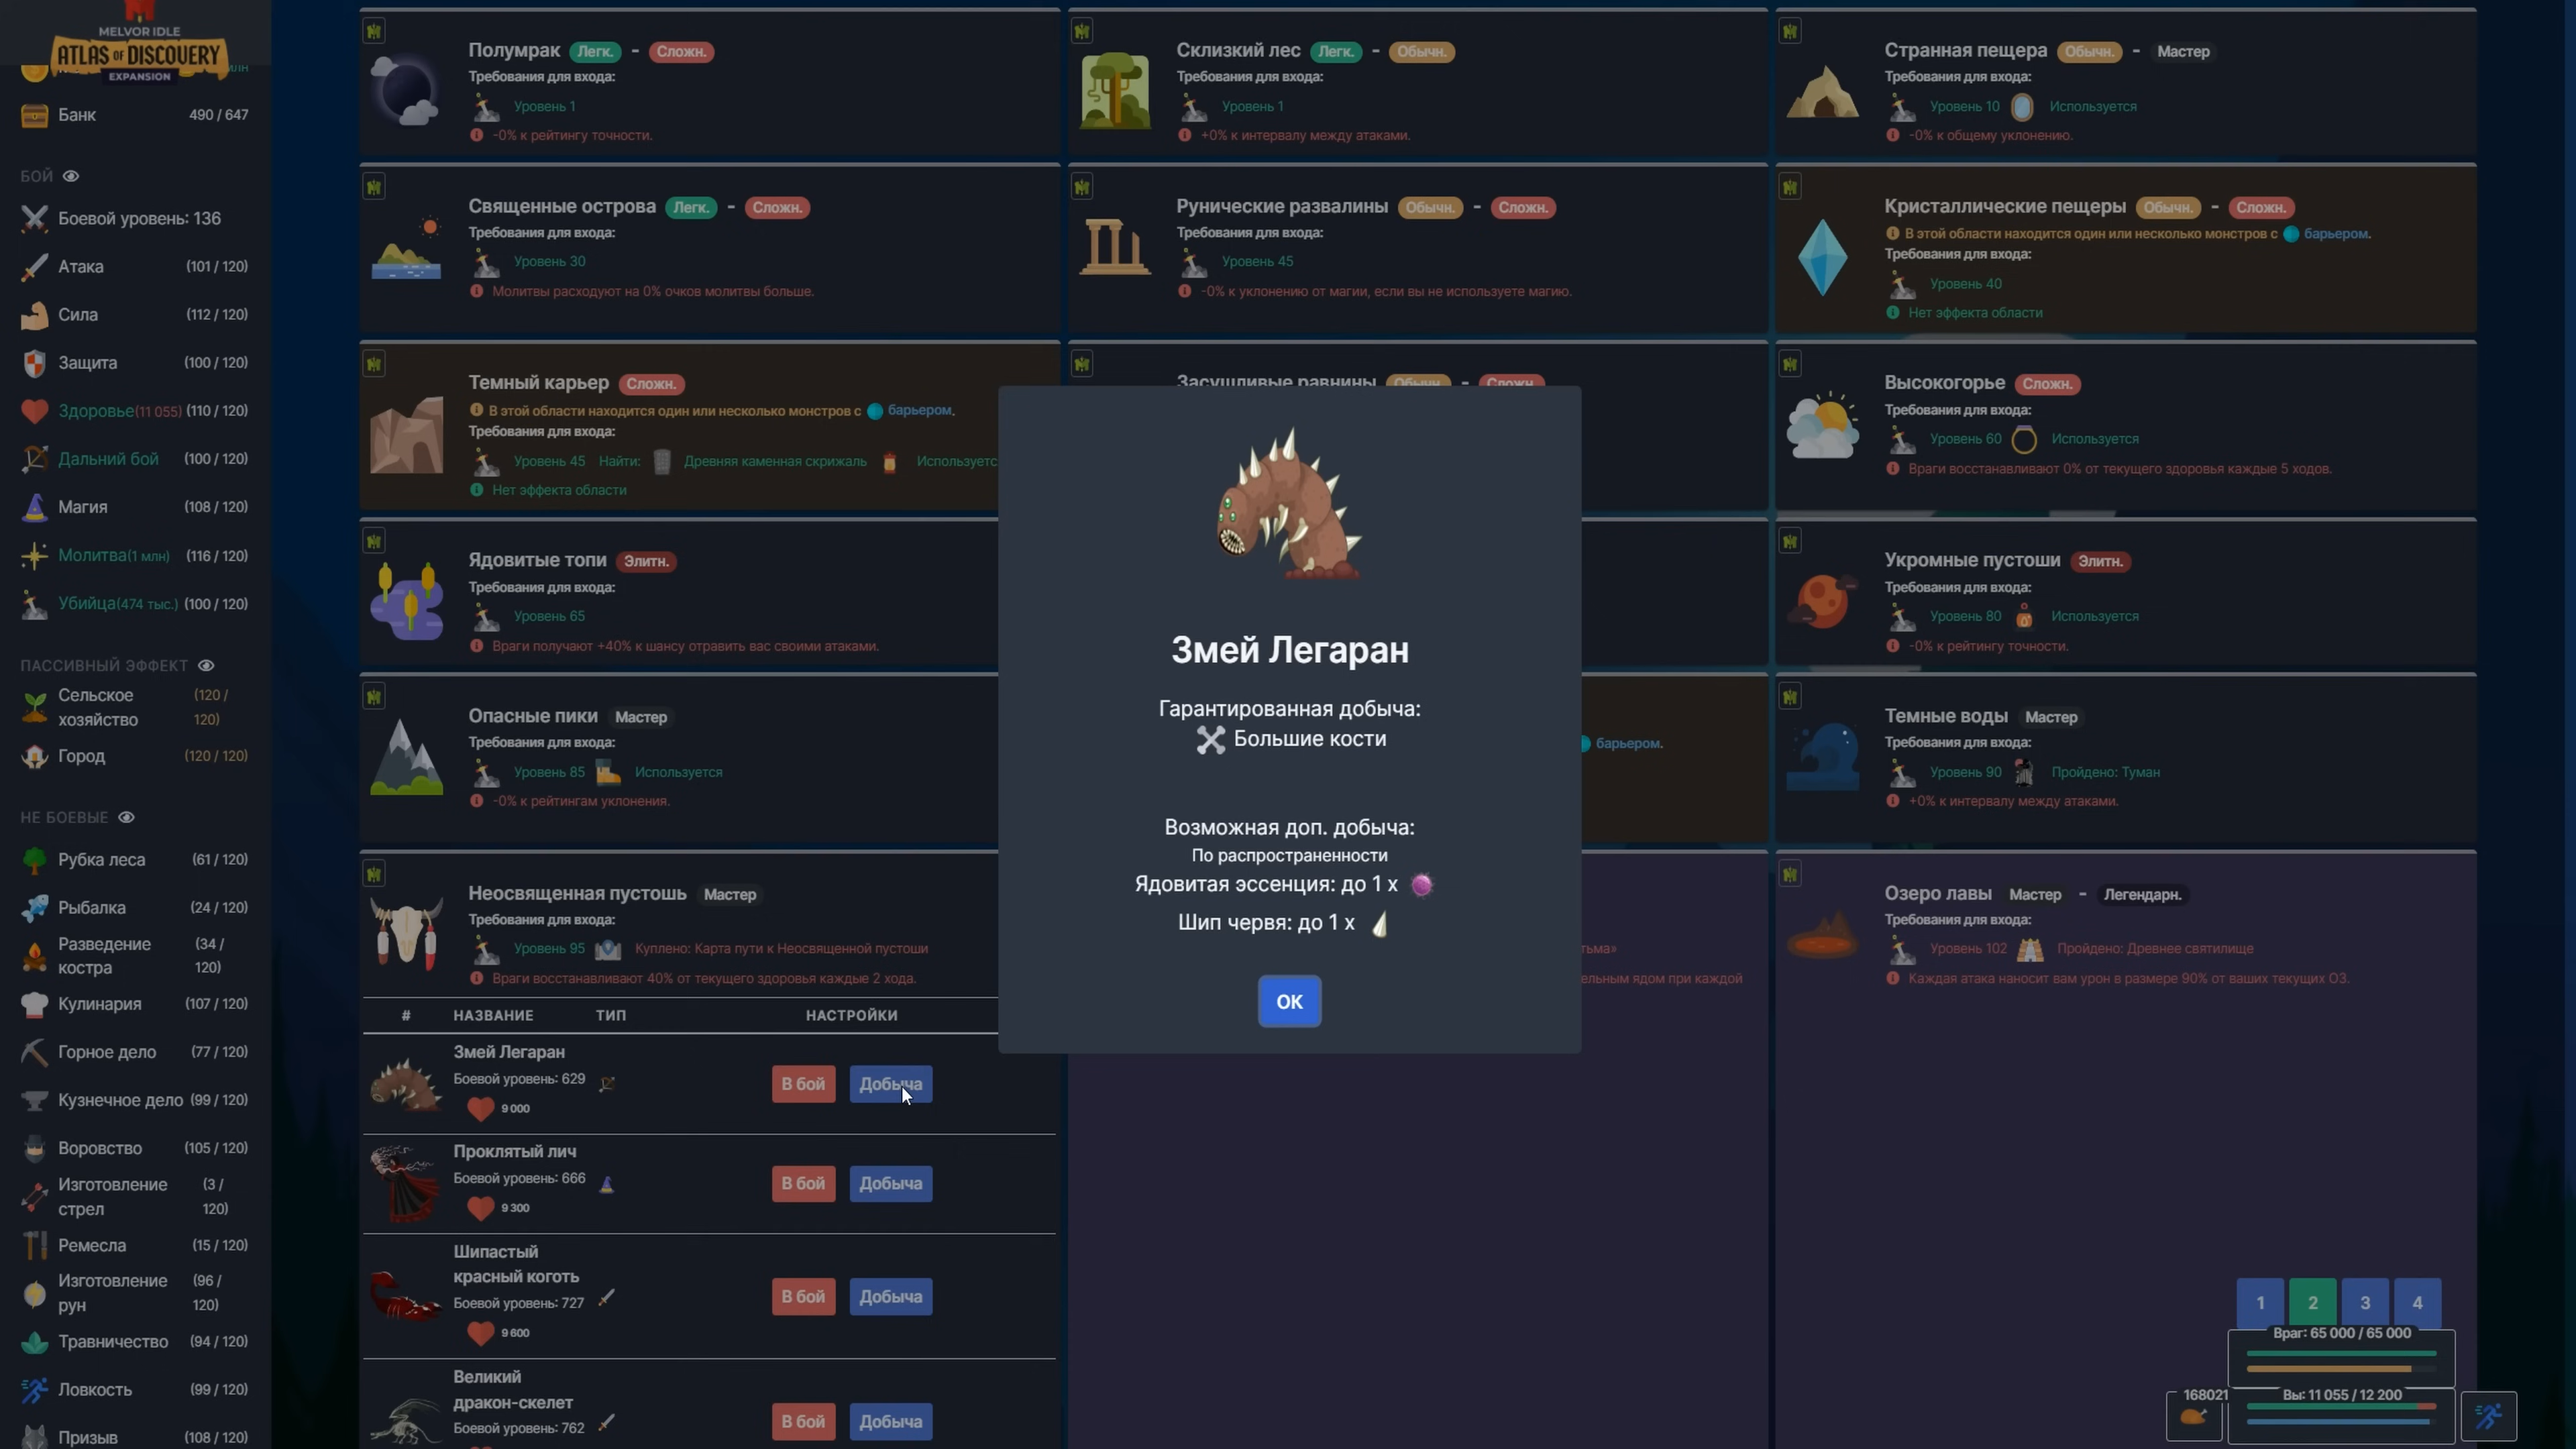 MELVOR IDLE
ATLAS OF DISCOVERY
EXPANSION
Банк 490 / 647
БОЙ
Боевой уровень: 136
Атака (101 / 120)
Сила (112 / 120)
Защита (100 / 120)
Здоровье(11 055) (110 / 120)
Дальний бой (100 / 120)
Магия (108 / 120)
Молитва(1 млн) (116 / 120)
Убийца(474 тыс.) (100 / 120)
ПАССИВНЫЙ ЭФФЕКТ
Сельское хозяйство (120 / 120)
Город (120 / 120)
НЕ БОЕВЫЕ
Рубка леса (61 / 120)
Рыбалка (24 / 120)
Разведение костра (34 / 120)
Кулинария (107 / 120)
Горное дело (77 / 120)
Кузнечное дело (99 / 120)
Воровство (105 / 120)
Изготовление стрел (3 / 120)
Ремесла (15 / 120)
Изготовление рун (96 / 120)
Травничество (94 / 120)
Ловкость (99 / 120)
Призыв (108 / 120)
Полумрак Легк. - Сложн.
Требования для входа:
Уровень 1
-0% к рейтингу точности.
Склизкий лес Легк. - Обычн.
Требования для входа:
Уровень 1
+0% к интервалу между атаками.
Странная пещера Обычн. - Мастер
Требования для входа:
Уровень 10 Используется
-0% к общему уклонению.
Священные острова Легк. - Сложн.
Требования для входа:
Уровень 30
Молитвы расходуют на 0% очков молитвы больше.
Рунические развалины Обычн. - Сложн.
Требования для входа:
Уровень 45
-0% к уклонению от магии, если вы не используете магию.
Кристаллические пещеры Обычн. - Сложн.
В этой области находится один или несколько монстров с барьером.
Требования для входа:
Уровень 40
Нет эффекта области
Темный карьер Сложн.
В этой области находится один или несколько монстров с барьером.
Требования для входа:
Уровень 45 Найти: Древняя каменная скрижаль Используетс
Нет эффекта области
Засушливые равнины Обычн. - Сложн.
Высокогорье Сложн.
Требования для входа:
Уровень 60 Используется
Враги восстанавливают 0% от текущего здоровья каждые 5 ходов.
Ядовитые топи Элитн.
Требования для входа:
Уровень 65
Враги получают +40% к шансу отравить вас своими атаками.
Укромные пустоши Элитн.
Требования для входа:
Уровень 80 Используется
-0% к рейтингу точности.
Опасные пики Мастер
Требования для входа:
Уровень 85 Используется
-0% к рейтингам уклонения.
барьером.
Темные воды Мастер
Требования для входа:
Уровень 90 Пройдено: Туман
+0% к интервалу между атаками.
Неосвященная пустошь Мастер
Требования для входа:
Уровень 95 Куплено: Карта пути к Неосвященной пустоши
Враги восстанавливают 40% от текущего здоровья каждые 2 хода.
тьма»
ельным ядом при каждой
Озеро лавы Мастер - Легендарн.
Требования для входа:
Уровень 102 Пройдено: Древнее святилище
Каждая атака наносит вам урон в размере 90% от ваших текущих ОЗ.
# НАЗВАНИЕ ТИП НАСТРОЙКИ
Змей Легаран
Боевой уровень: 629
9 000
В бой Добыча
Проклятый лич
Боевой уровень: 666
9 300
В бой Добыча
Шипастый
красный коготь
Боевой уровень: 727
9 600
В бой Добыча
Великий
дракон-скелет
Боевой уровень: 762
В бой Добыча
Змей Легаран
Гарантированная добыча:
Большие кости
Возможная доп. добыча:
По распространенности
Ядовитая эссенция: до 1 x
Шип червя: до 1 x
OK
1 2 3 4
Враг: 65 000 / 65 000
168021
Вы: 11 055 / 12 200